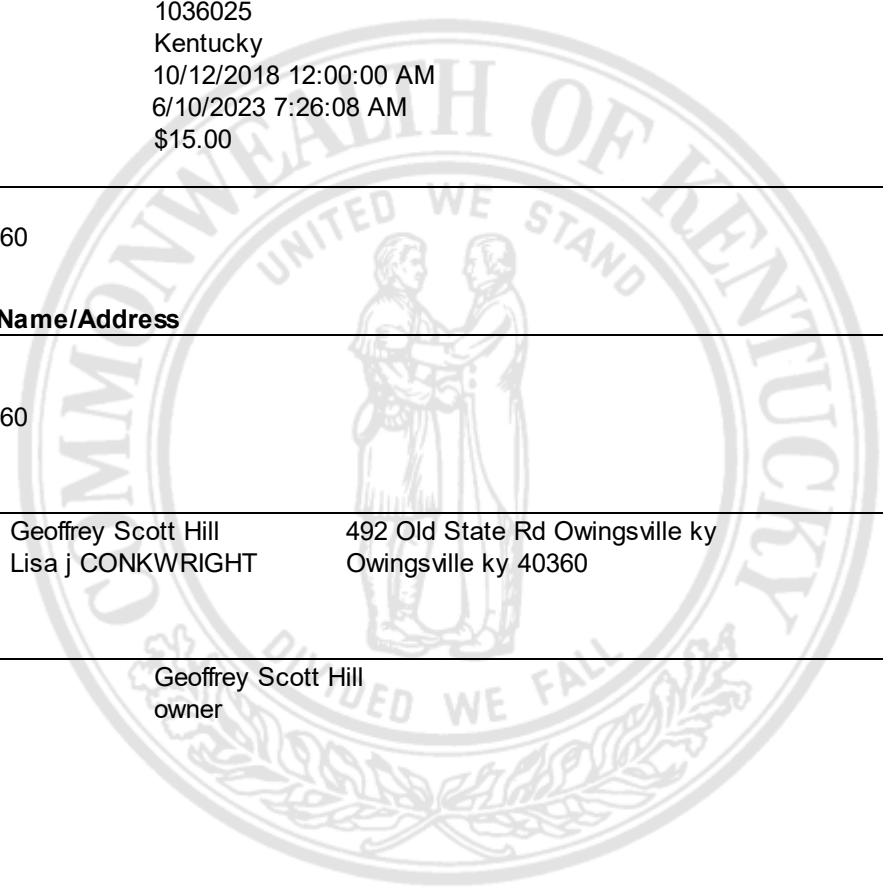 1036025
Kentucky
10/12/2018 12:00:00 AM
6/10/2023 7:26:08 AM
$15.00
60
Name/Address
60
Geoffrey Scott Hill 492 Old State Rd Owingsville ky
Lisa j CONKWRIGHT Owingsville ky 40360
Geoffrey Scott Hill
owner
COMMONWEALTH OF KENTUCKY
UNITED WE STAND
DIVIDED WE FALL